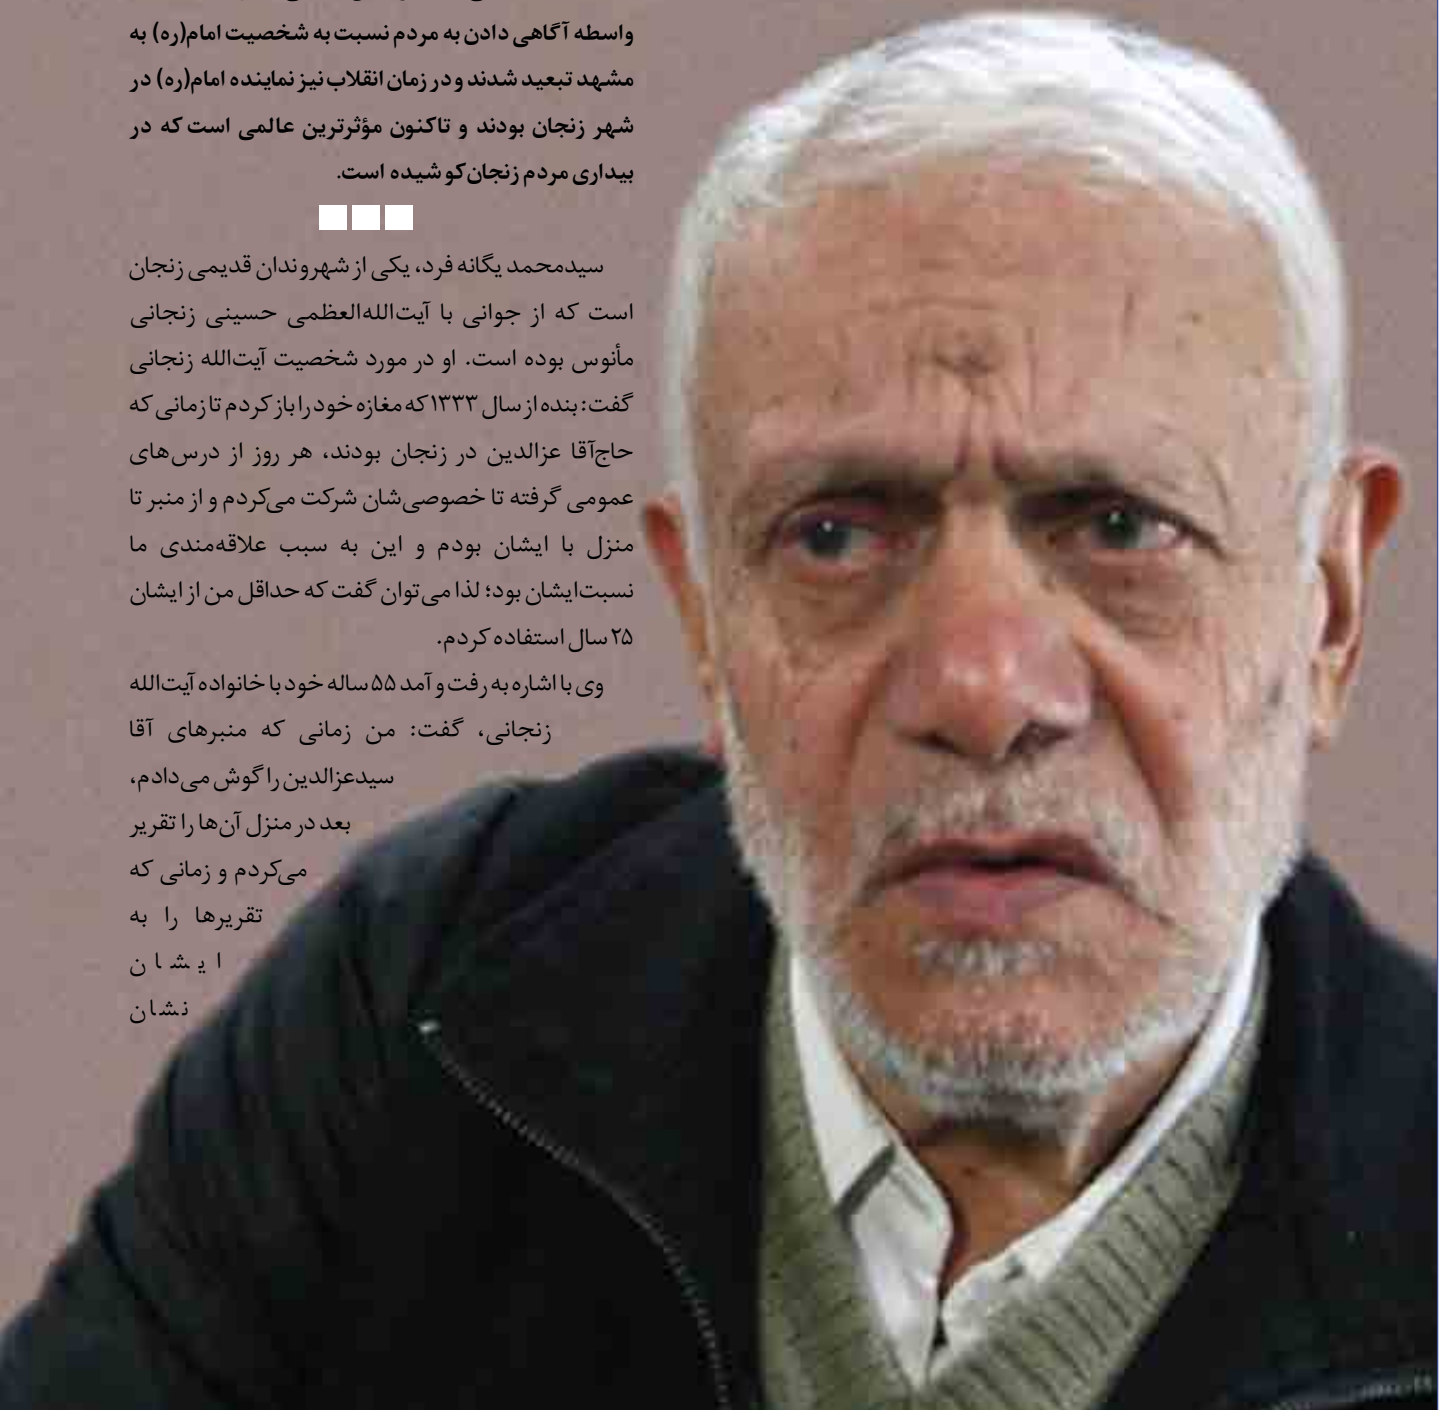 واسطه آگاهی دادن به مردم نسبت به شخصیت امام(ره) به
مشهد تبعید شدند و در زمان انقلاب نیز نماینده امام(ره) در
شهر زنجان بودند و تاکنون مؤثرترین عالمی است که در
بیداری مردم زنجان کوشیده است.
سیدمحمد یگانه فرد، یکی از شهروندان قدیمی زنجان
است که از جوانی با آیت‌الله‌العظمی حسینی زنجانی
مأنوس بوده است. او در مورد شخصیت آیت‌الله زنجانی
گفت: بنده از سال ۱۳۳۳ که مغازه خود را باز کردم تا زمانی که
حاج‌آقا عزالدین در زنجان بودند، هر روز از درس‌های
عمومی گرفته تا خصوصی‌شان شرکت می‌کردم و از منبر تا
منزل با ایشان بودم و این به سبب علاقه‌مندی ما
نسبت‌ایشان بود؛ لذا می‌توان گفت که حداقل من از ایشان
۲۵ سال استفاده کردم.
وی با اشاره به رفت و آمد ۵۵ ساله خود با خانواده آیت‌الله
زنجانی، گفت: من زمانی که منبرهای آقا
سیدعزالدین را گوش می‌دادم،
بعد در منزل آن‌ها را تقریر
می‌کردم و زمانی که
تقریرها را به
ایشان
نشان